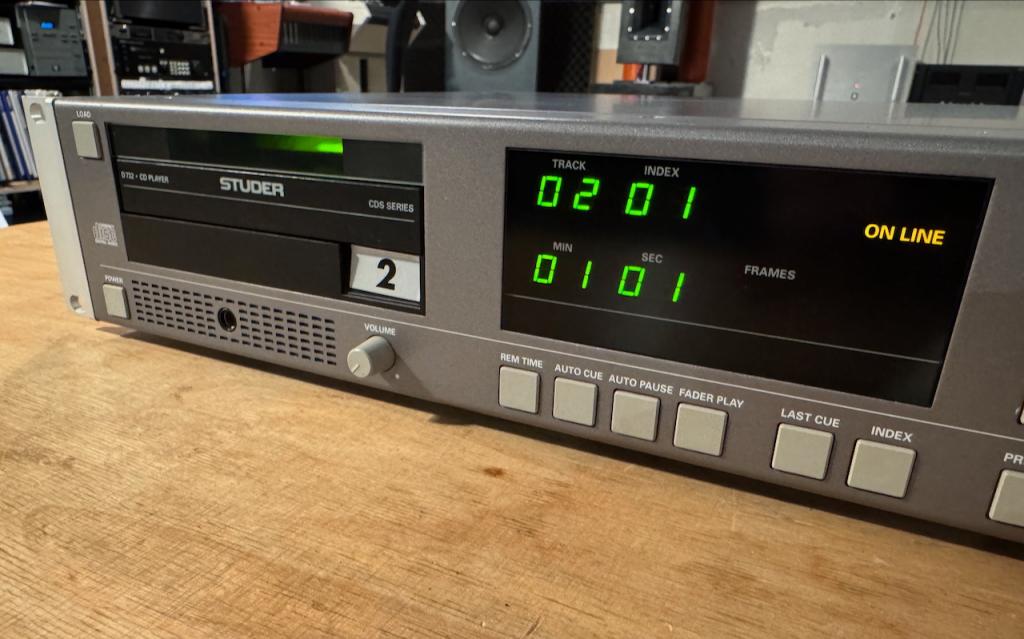 LOAD
D732 • CD PLAYER
STUDER
CDS SERIES
2
POWER
VOLUME
TRACK INDEX
02 01
ON LINE
MIN SEC FRAMES
01 01
REM TIME AUTO CUE AUTO PAUSE FADER PLAY LAST CUE INDEX